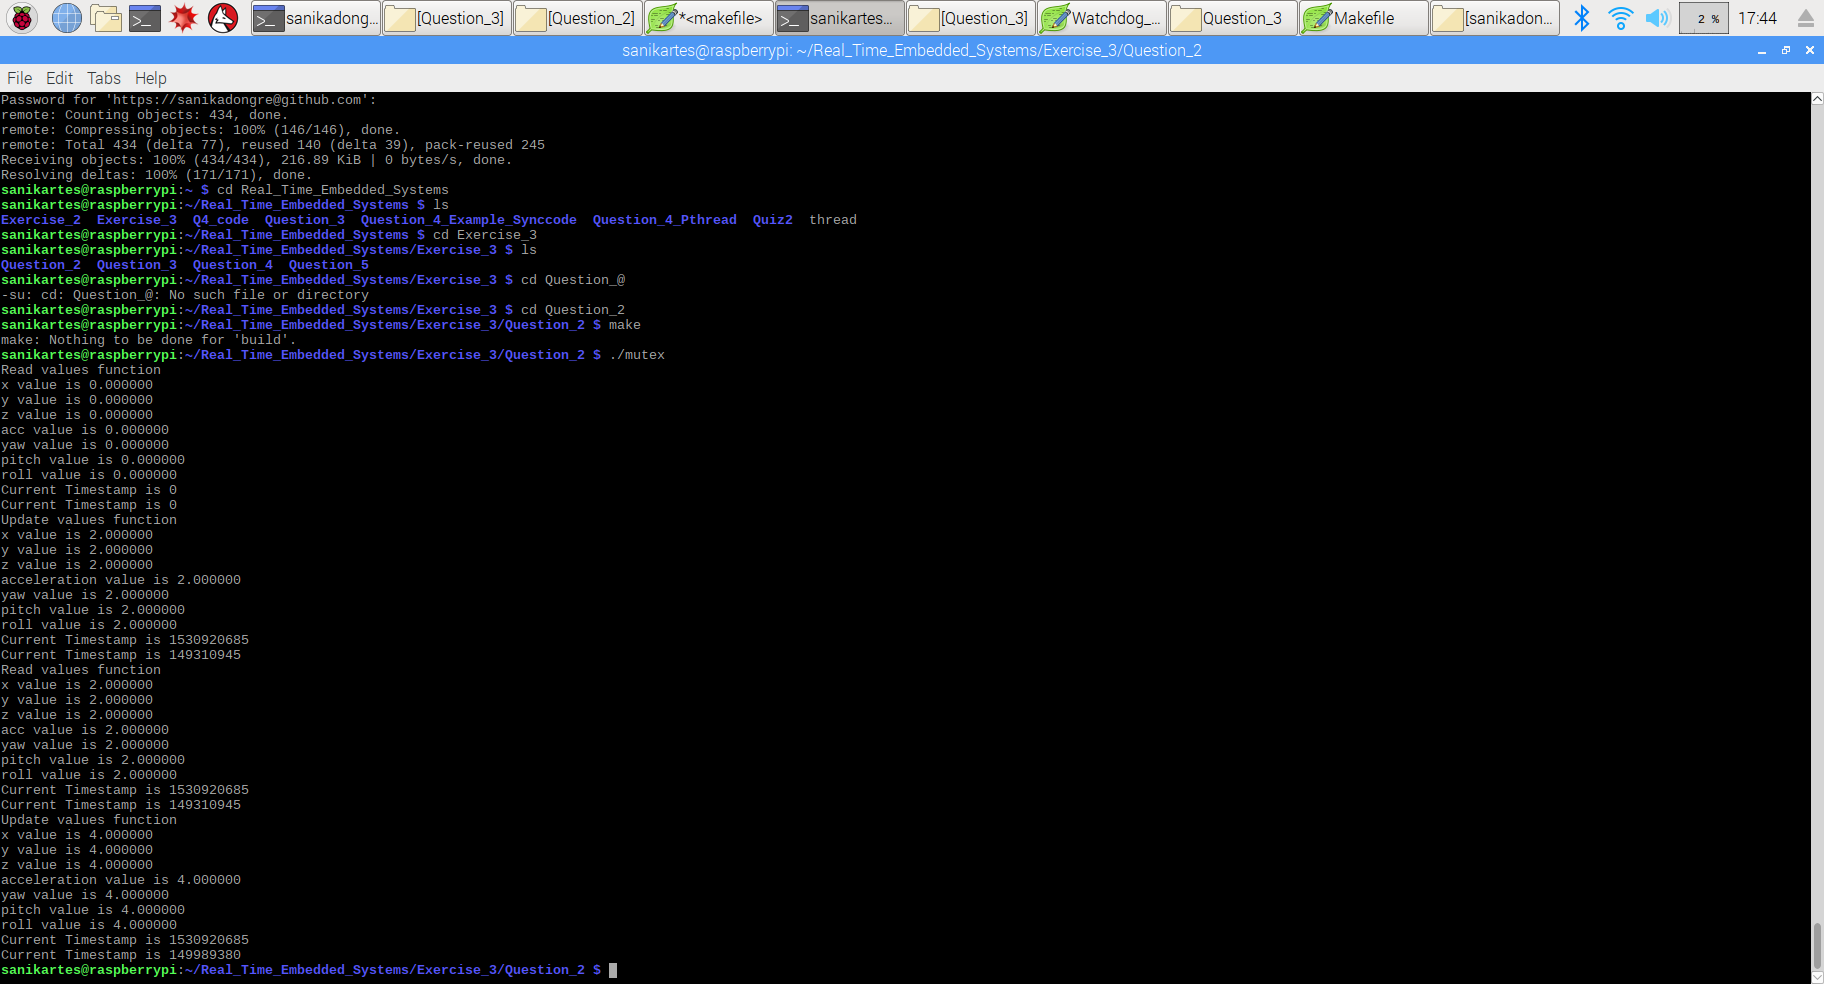 sanikadong... [Question_3] [Question_2] *<makefile> sanikartes... [Question_3] Watchdog_... Question_3 Makefile [sanikadon... 2 % 17:44
sanikartes@raspberrypi: ~/Real_Time_Embedded_Systems/Exercise_3/Question_2
File Edit Tabs Help
Password for 'https://sanikadongre@github.com':
remote: Counting objects: 434, done.
remote: Compressing objects: 100% (146/146), done.
remote: Total 434 (delta 77), reused 140 (delta 39), pack-reused 245
Receiving objects: 100% (434/434), 216.89 KiB | 0 bytes/s, done.
Resolving deltas: 100% (171/171), done.
sanikartes@raspberrypi:~ $ cd Real_Time_Embedded_Systems
sanikartes@raspberrypi:~/Real_Time_Embedded_Systems $ ls
Exercise_2  Exercise_3  Q4_code  Question_3  Question_4_Example_Synccode  Question_4_Pthread  Quiz2  thread
sanikartes@raspberrypi:~/Real_Time_Embedded_Systems $ cd Exercise_3
sanikartes@raspberrypi:~/Real_Time_Embedded_Systems/Exercise_3 $ ls
Question_2  Question_3  Question_4  Question_5
sanikartes@raspberrypi:~/Real_Time_Embedded_Systems/Exercise_3 $ cd Question_@
-su: cd: Question_@: No such file or directory
sanikartes@raspberrypi:~/Real_Time_Embedded_Systems/Exercise_3 $ cd Question_2
sanikartes@raspberrypi:~/Real_Time_Embedded_Systems/Exercise_3/Question_2 $ make
make: Nothing to be done for 'build'.
sanikartes@raspberrypi:~/Real_Time_Embedded_Systems/Exercise_3/Question_2 $ ./mutex
Read values function
x value is 0.000000
y value is 0.000000
z value is 0.000000
acc value is 0.000000
yaw value is 0.000000
pitch value is 0.000000
roll value is 0.000000
Current Timestamp is 0
Current Timestamp is 0
Update values function
x value is 2.000000
y value is 2.000000
z value is 2.000000
acceleration value is 2.000000
yaw value is 2.000000
pitch value is 2.000000
roll value is 2.000000
Current Timestamp is 1530920685
Current Timestamp is 149310945
Read values function
x value is 2.000000
y value is 2.000000
z value is 2.000000
acc value is 2.000000
yaw value is 2.000000
pitch value is 2.000000
roll value is 2.000000
Current Timestamp is 1530920685
Current Timestamp is 149310945
Update values function
x value is 4.000000
y value is 4.000000
z value is 4.000000
acceleration value is 4.000000
yaw value is 4.000000
pitch value is 4.000000
roll value is 4.000000
Current Timestamp is 1530920685
Current Timestamp is 149989380
sanikartes@raspberrypi:~/Real_Time_Embedded_Systems/Exercise_3/Question_2 $